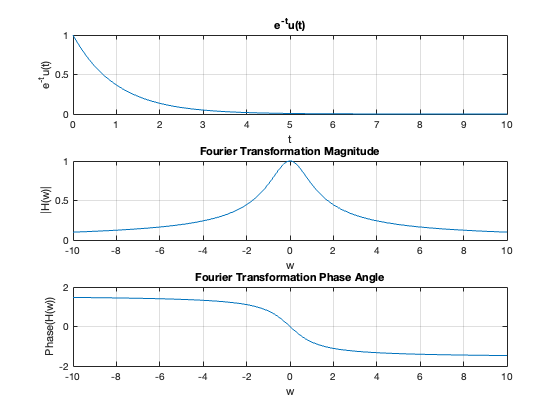 e^-t u(t)
1
0.5
0
e^-t u(t)
0 1 2 3 4 5 6 7 8 9 10
t
Fourier Transformation Magnitude
1
0.5
0
|H(w)|
-10 -8 -6 -4 -2 0 2 4 6 8 10
w
Fourier Transformation Phase Angle
2
0
-2
Phase(H(w))
-10 -8 -6 -4 -2 0 2 4 6 8 10
w